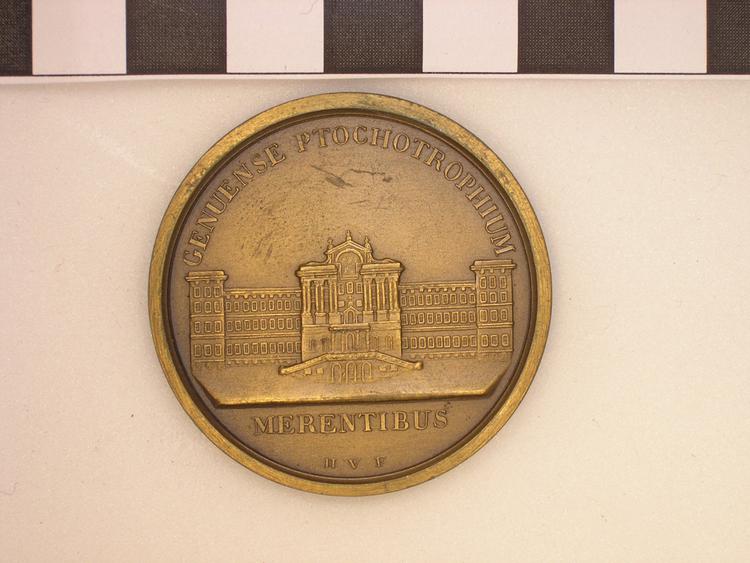 GENUENSE PTOCHOTROPHIUM
MERENTIBUS
H V F